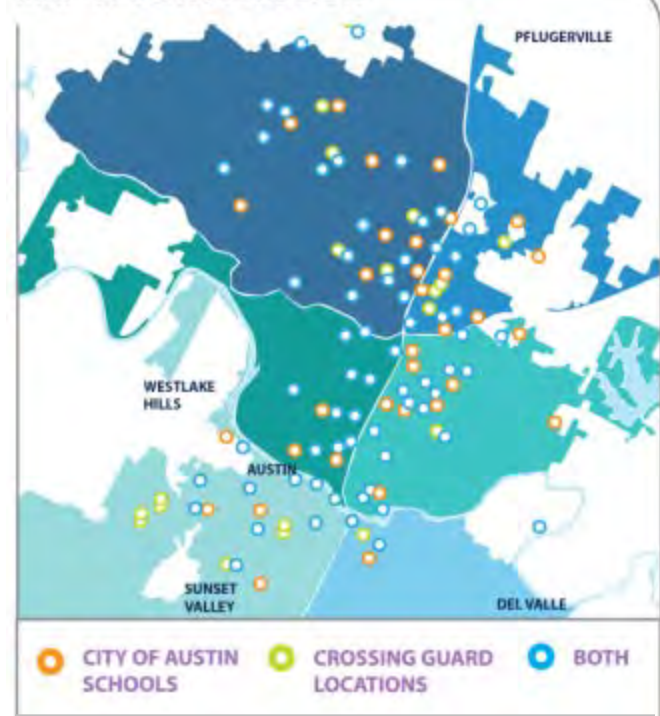 PFLUGERVILLE
WESTLAKE
HILLS
AUSTIN
SUNSET
VALLEY
DEL VALLE
CITY OF AUSTIN
SCHOOLS
CROSSING GUARD
LOCATIONS
BOTH